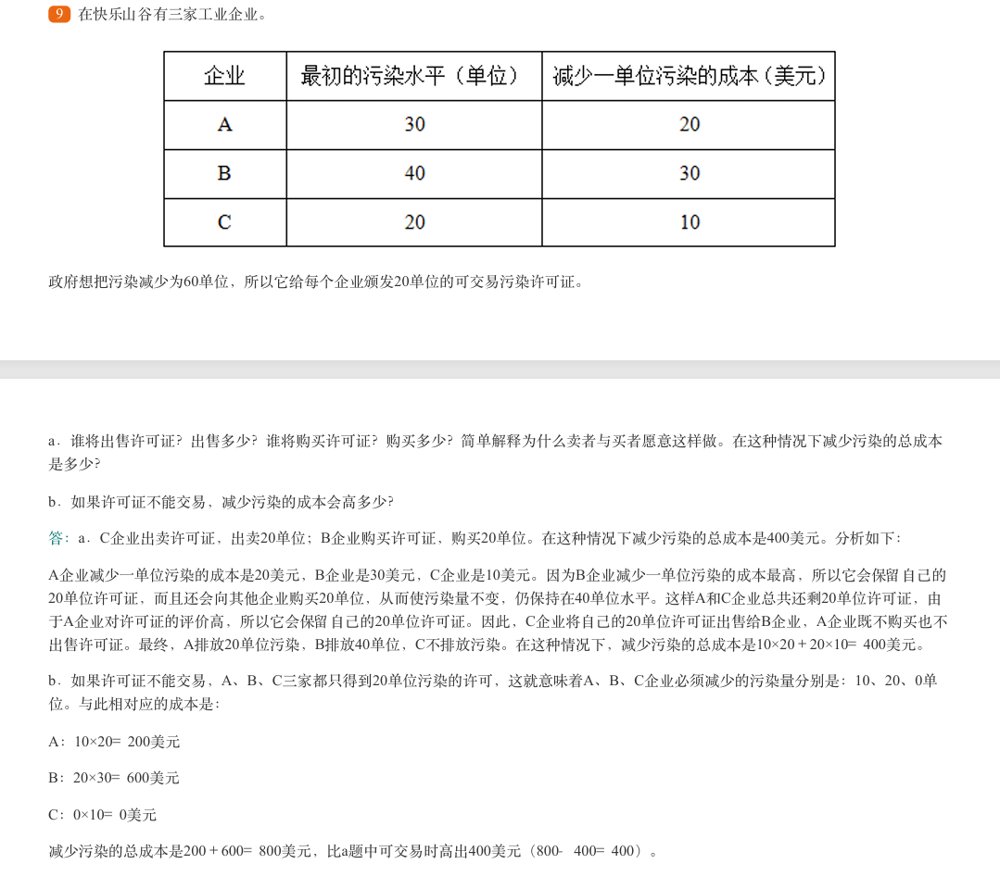 9 在快乐山谷有三家工业企业。
企业 最初的污染水平（单位） 减少一单位污染的成本（美元）
A 30 20
B 40 30
C 20 10
政府想把污染减少为60单位，所以它给每个企业颁发20单位的可交易污染许可证。
a．谁将出售许可证？出售多少？谁将购买许可证？购买多少？简单解释为什么卖者与买者愿意这样做。在这种情况下减少污染的总成本
是多少？
b．如果许可证不能交易，减少污染的成本会高多少？
答：a．C企业出卖许可证，出卖20单位；B企业购买许可证，购买20单位。在这种情况下减少污染的总成本是400美元。分析如下：
A企业减少一单位污染的成本是20美元，B企业是30美元，C企业是10美元。因为B企业减少一单位污染的成本最高，所以它会保留自己的
20单位许可证，而且还会向其他企业购买20单位，从而使污染量不变，仍保持在40单位水平。这样A和C企业总共还剩20单位许可证，由
于A企业对许可证的评价高，所以它会保留自己的20单位许可证。因此，C企业将自己的20单位许可证出售给B企业，A企业既不购买也不
出售许可证。最终，A排放20单位污染，B排放40单位，C不排放污染。在这种情况下，减少污染的总成本是10×20＋20×10= 400美元。
b．如果许可证不能交易，A、B、C三家都只得到20单位污染的许可，这就意味着A、B、C企业必须减少的污染量分别是：10、20、0单
位。与此相对应的成本是：
A：10×20= 200美元
B：20×30= 600美元
C：0×10= 0美元
减少污染的总成本是200＋600= 800美元，比a题中可交易时高出400美元（800- 400= 400）。